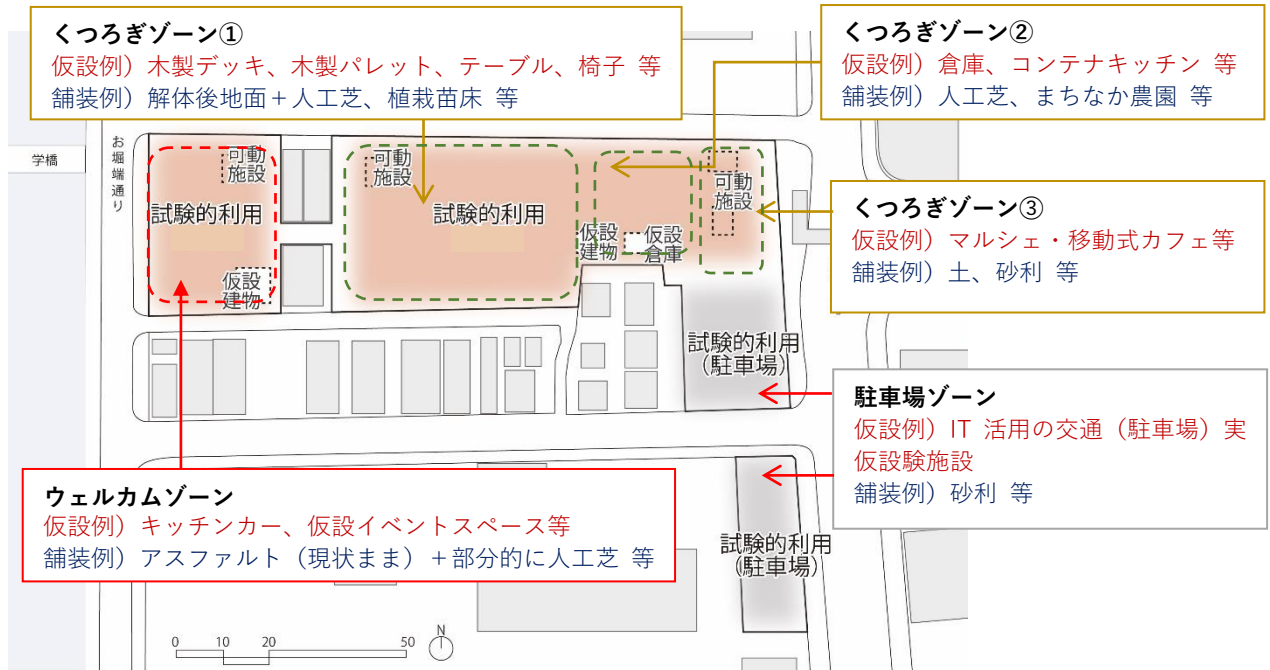 くつろぎゾーン①
仮設例）木製デッキ、木製パレット、テーブル、椅子 等
舗装例）解体後地面＋人工芝、植栽苗床 等
くつろぎゾーン②
仮設例）倉庫、コンテナキッチン 等
舗装例）人工芝、まちなか農園 等
学橋
お堀端通り
可動
施設
試験的利用
仮設
建物
可動
施設
試験的利用
仮設
建物
仮設
倉庫
可動
施設
くつろぎゾーン③
仮設例）マルシェ・移動式カフェ等
舗装例）土、砂利 等
試験的利用
（駐車場）
駐車場ゾーン
仮設例）IT 活用の交通（駐車場）実
仮設験施設
舗装例）砂利 等
ウェルカムゾーン
仮設例）キッチンカー、仮設イベントスペース等
舗装例）アスファルト（現状まま）＋部分的に人工芝 等
試験的利用
（駐車場）
0 10 20 50
N